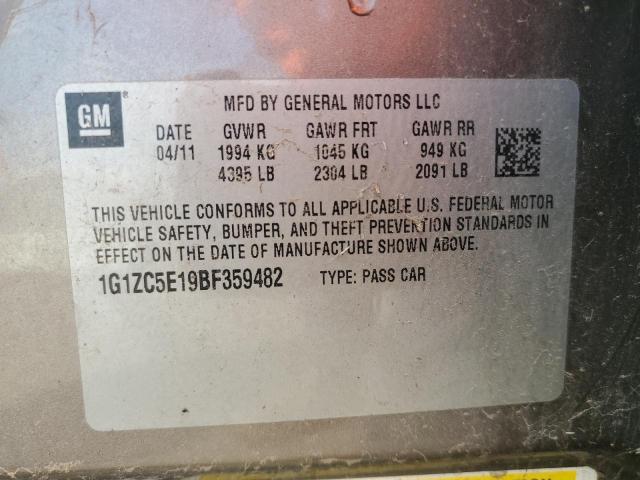 GM®
MFD BY GENERAL MOTORS LLC
DATE GVWR GAWR FRT GAWR RR
04/11 1994 KG 1045 KG 949 KG
4395 LB 2304 LB 2091 LB
THIS VEHICLE CONFORMS TO ALL APPLICABLE U.S. FEDERAL MOTOR
VEHICLE SAFETY, BUMPER, AND THEFT PREVENTION STANDARDS IN
EFFECT ON THE DATE OF MANUFACTURE SHOWN ABOVE.
1G1ZC5E19BF359482 TYPE: PASS CAR